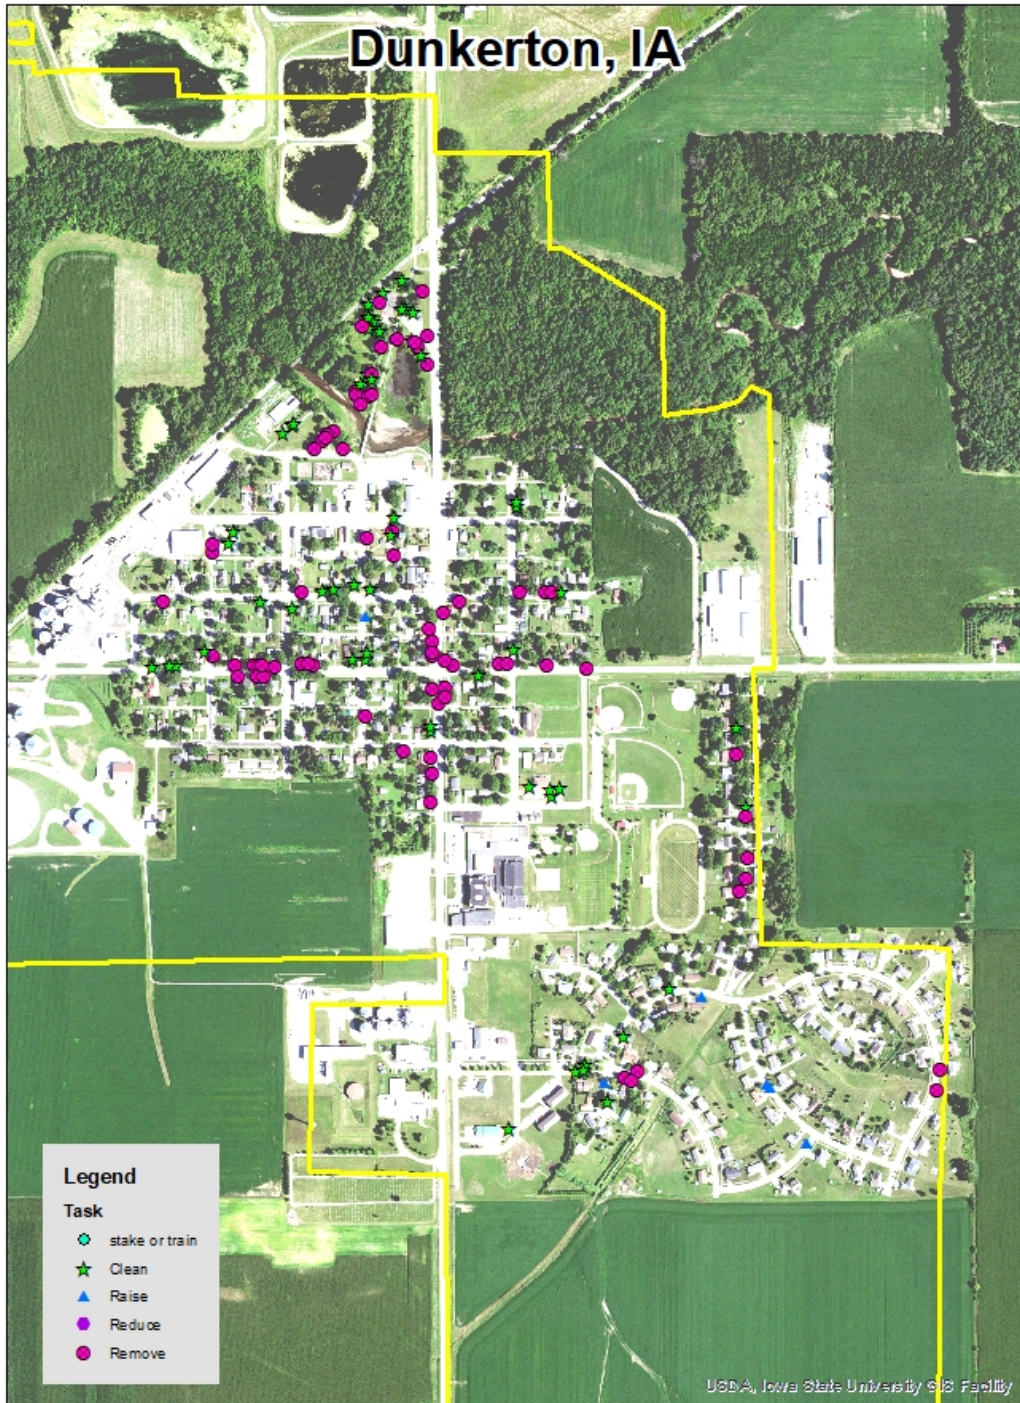 Dunkerton, IA
Legend
Task
stake or train
Clean
Raise
Reduce
Remove
USDA, Iowa State University GIS Facility